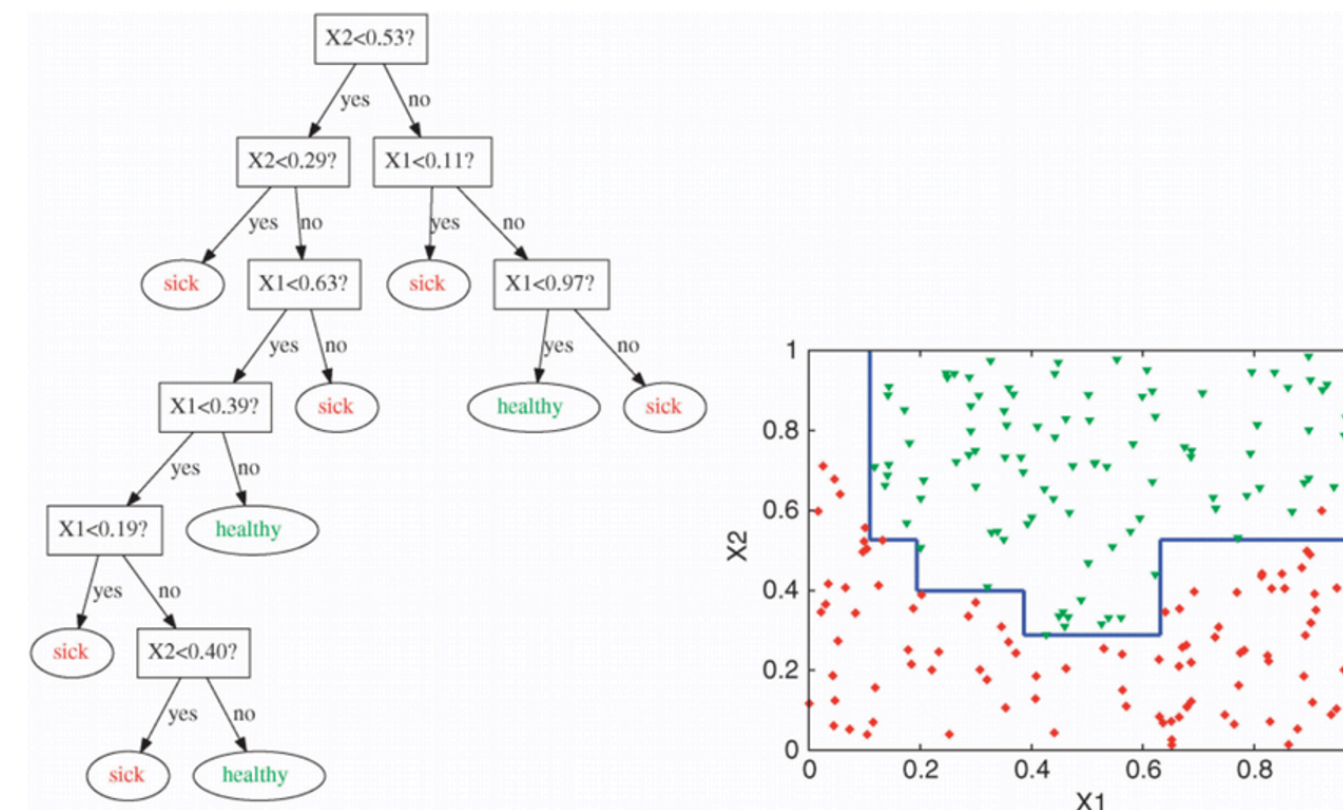 X2<0.53?
yes no
X2<0.29? X1<0.11?
yes no yes no
sick X1<0.63? sick X1<0.97?
yes no yes no
X1<0.39? sick healthy sick
yes no
X1<0.19? healthy
yes no
sick X2<0.40?
yes no
sick healthy
1
0.8
0.6
0.4
0.2
0
X2
0 0.2 0.4 0.6 0.8
X1